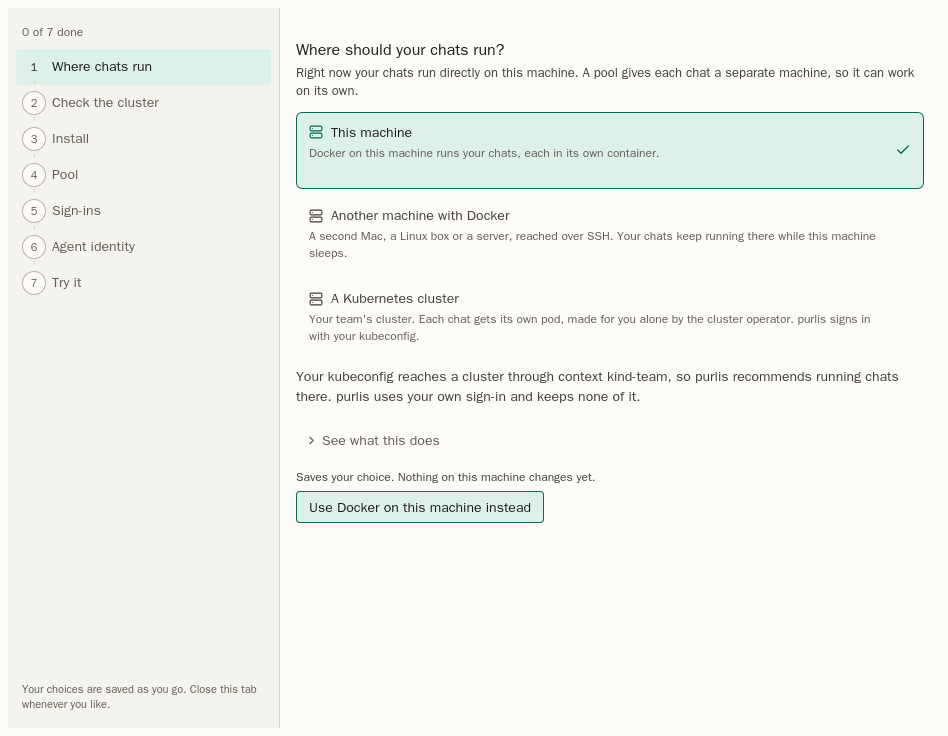 0 of 7 done
1 Where chats run
2 Check the cluster
3 Install
4 Pool
5 Sign-ins
6 Agent identity
7 Try it
Your choices are saved as you go. Close this tab
whenever you like.
Where should your chats run?
Right now your chats run directly on this machine. A pool gives each chat a separate machine, so it can work
on its own.
This machine
Docker on this machine runs your chats, each in its own container.
Another machine with Docker
A second Mac, a Linux box or a server, reached over SSH. Your chats keep running there while this machine
sleeps.
A Kubernetes cluster
Your team's cluster. Each chat gets its own pod, made for you alone by the cluster operator. purlis signs in
with your kubeconfig.
Your kubeconfig reaches a cluster through context kind-team, so purlis recommends running chats
there. purlis uses your own sign-in and keeps none of it.
See what this does
Saves your choice. Nothing on this machine changes yet.
Use Docker on this machine instead